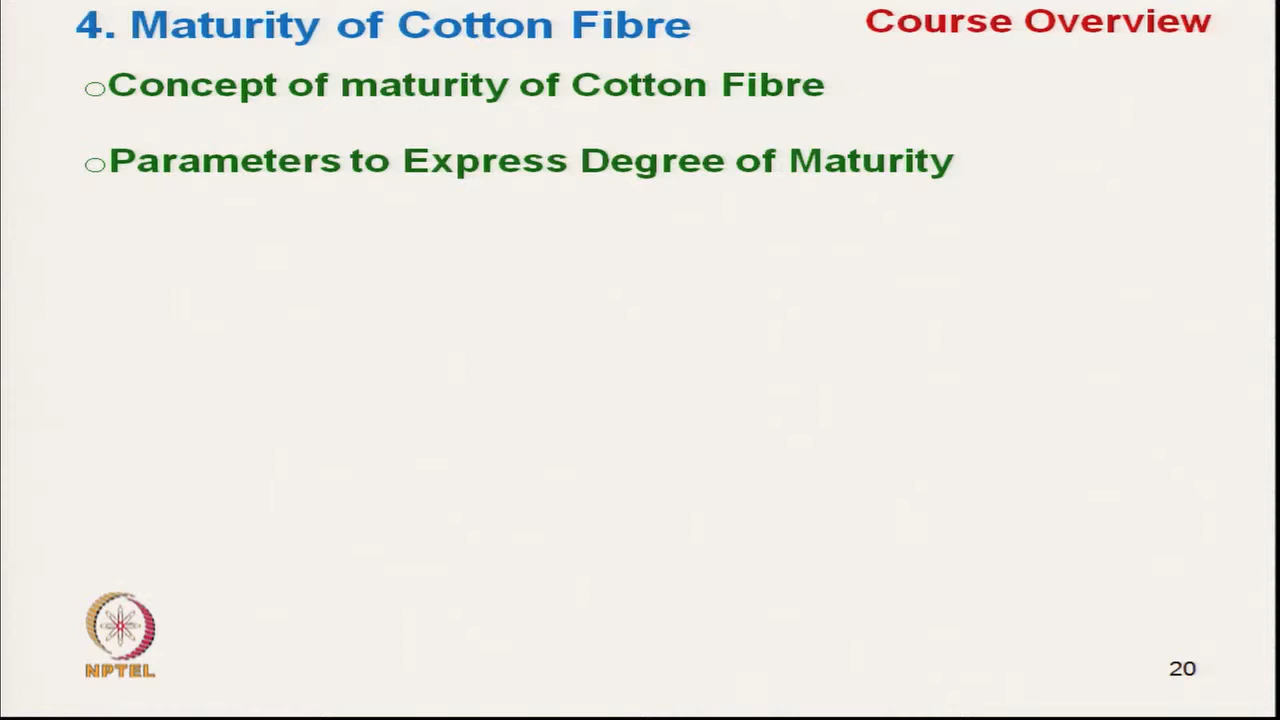 4. Maturity of Cotton Fibre
Course Overview
Concept of maturity of Cotton Fibre
Parameters to Express Degree of Maturity
NPTEL
20